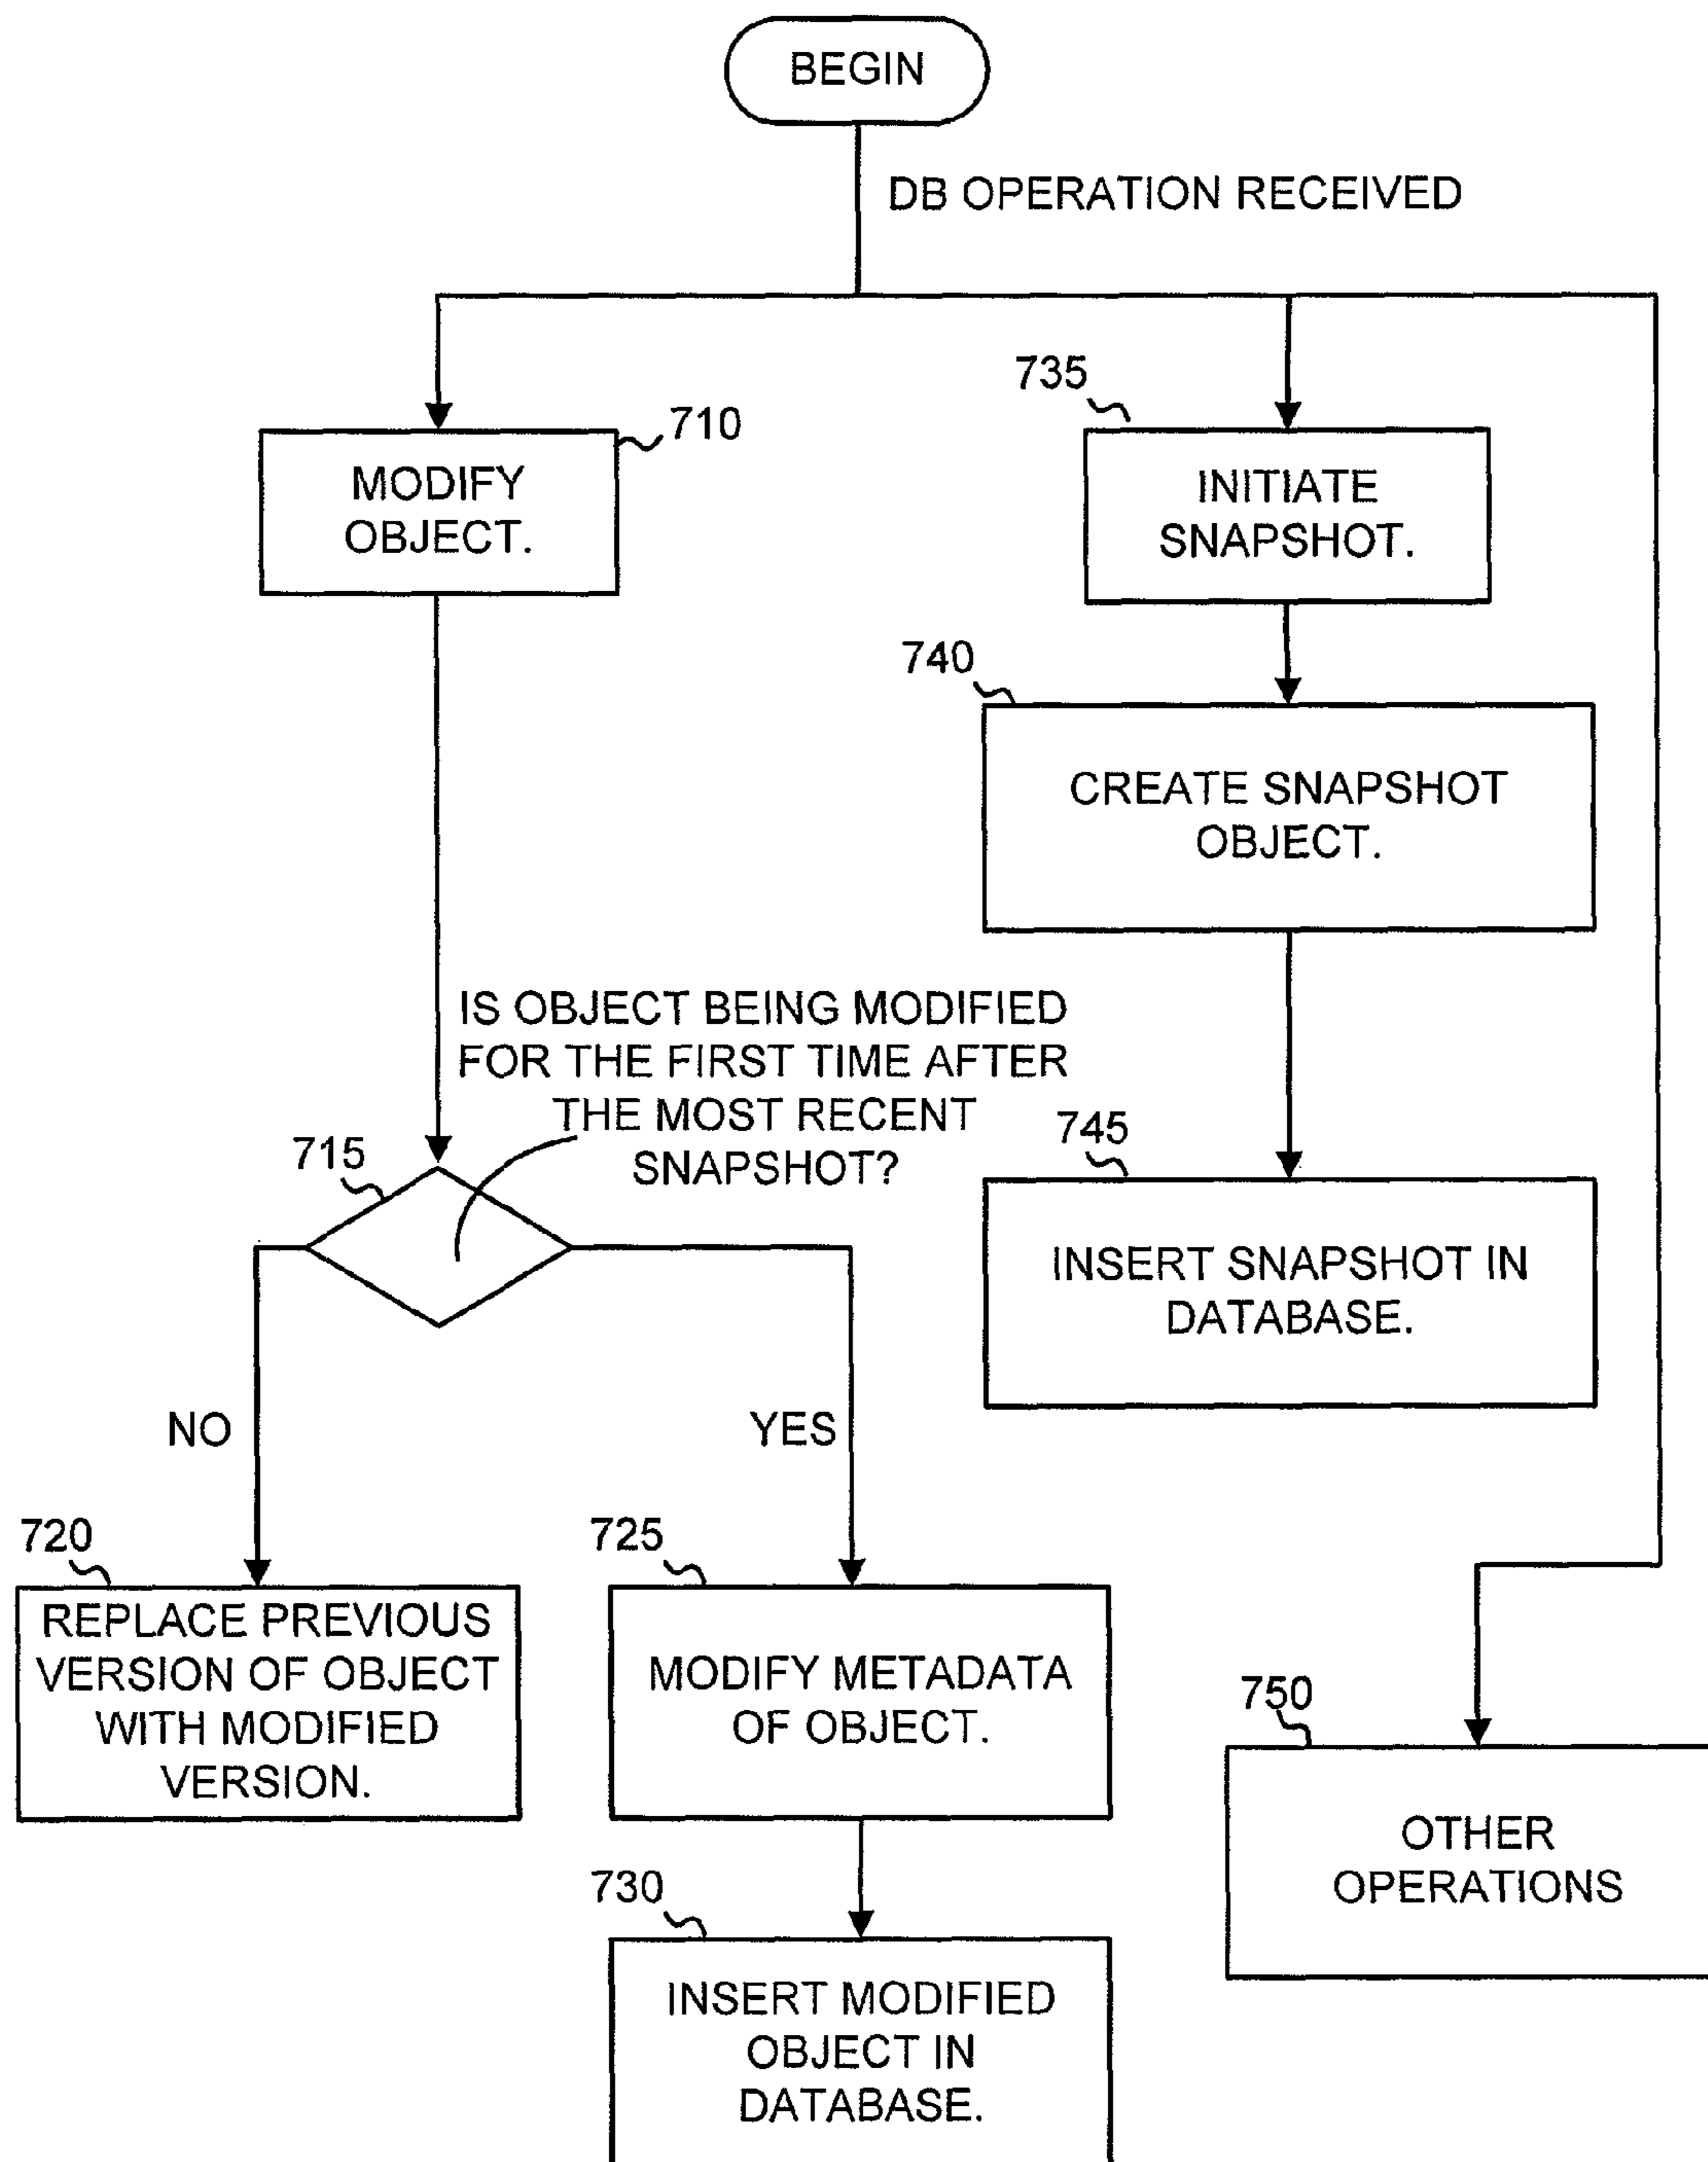 BEGIN
DB OPERATION RECEIVED
710
MODIFY
OBJECT.
735
INITIATE
SNAPSHOT.
740
CREATE SNAPSHOT
OBJECT.
745
INSERT SNAPSHOT IN
DATABASE.
IS OBJECT BEING MODIFIED
FOR THE FIRST TIME AFTER
THE MOST RECENT
SNAPSHOT?
715
NO
YES
720
REPLACE PREVIOUS
VERSION OF OBJECT
WITH MODIFIED
VERSION.
725
MODIFY METADATA
OF OBJECT.
730
INSERT MODIFIED
OBJECT IN
DATABASE.
750
OTHER
OPERATIONS